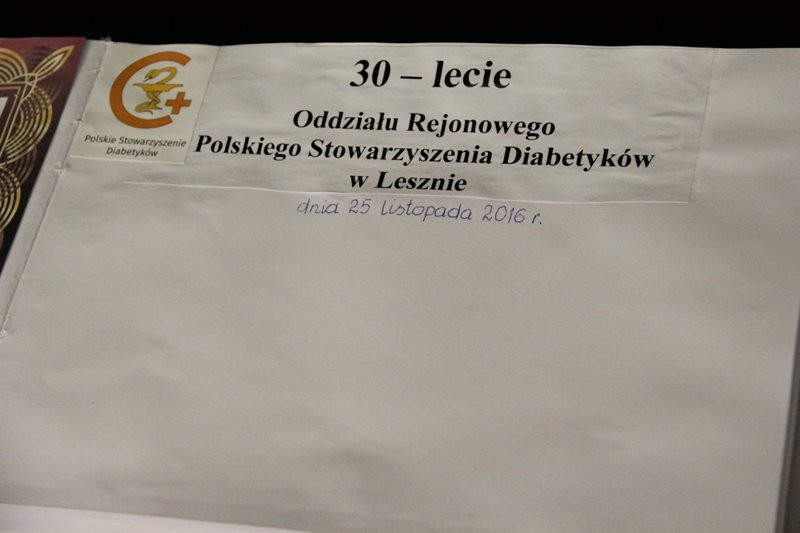 30 – lecie
Oddziału Rejonowego
Polskiego Stowarzyszenia Diabetyków
w Lesznie
dnia 25 listopada 2016 r.
Polskie Stowarzyszenie
Diabetyków